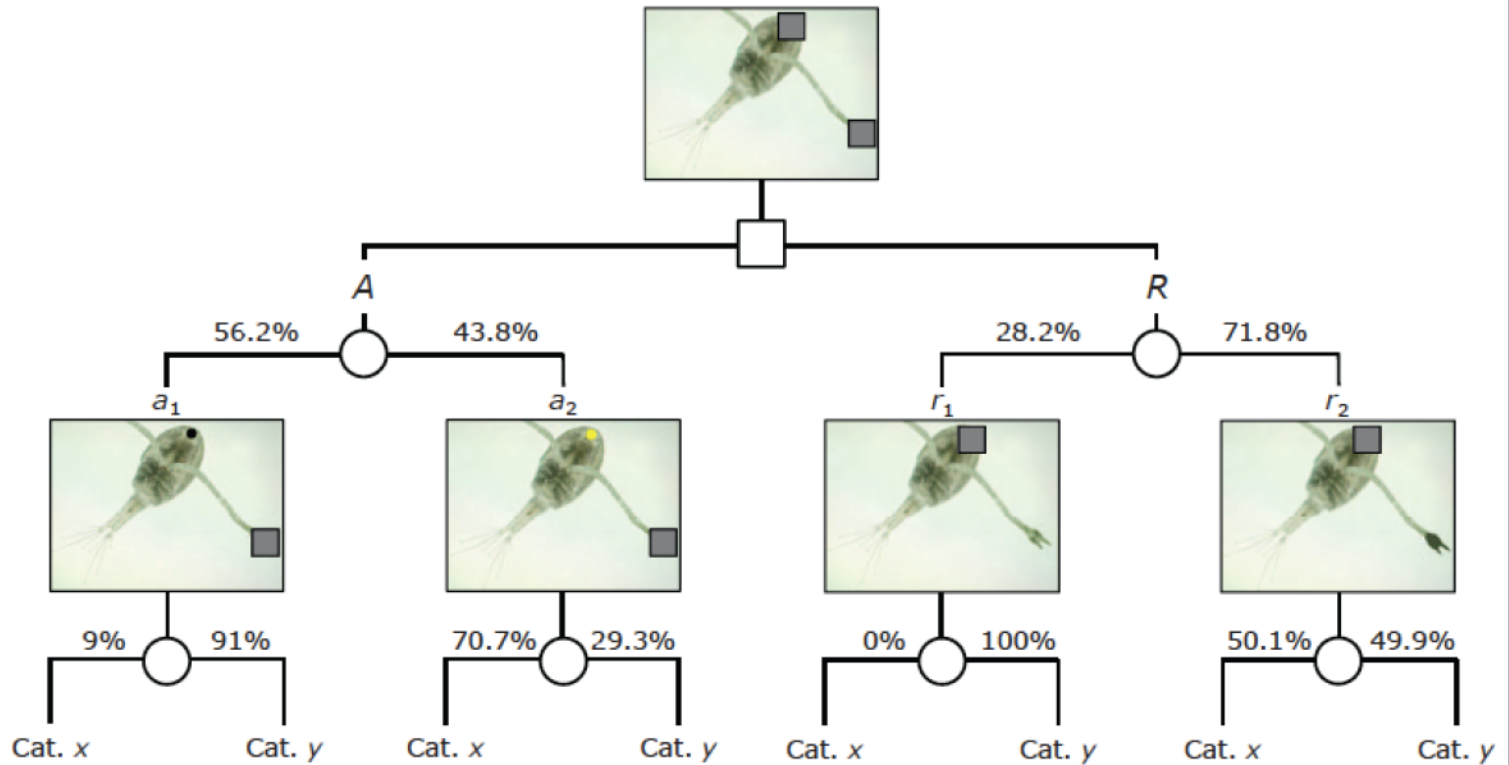 A R
56.2% 43.8% 28.2% 71.8%
a₁ a₂ r₁ r₂
9% 91% 70.7% 29.3% 0% 100% 50.1% 49.9%
Cat. x Cat. y Cat. x Cat. y Cat. x Cat. y Cat. x Cat. y